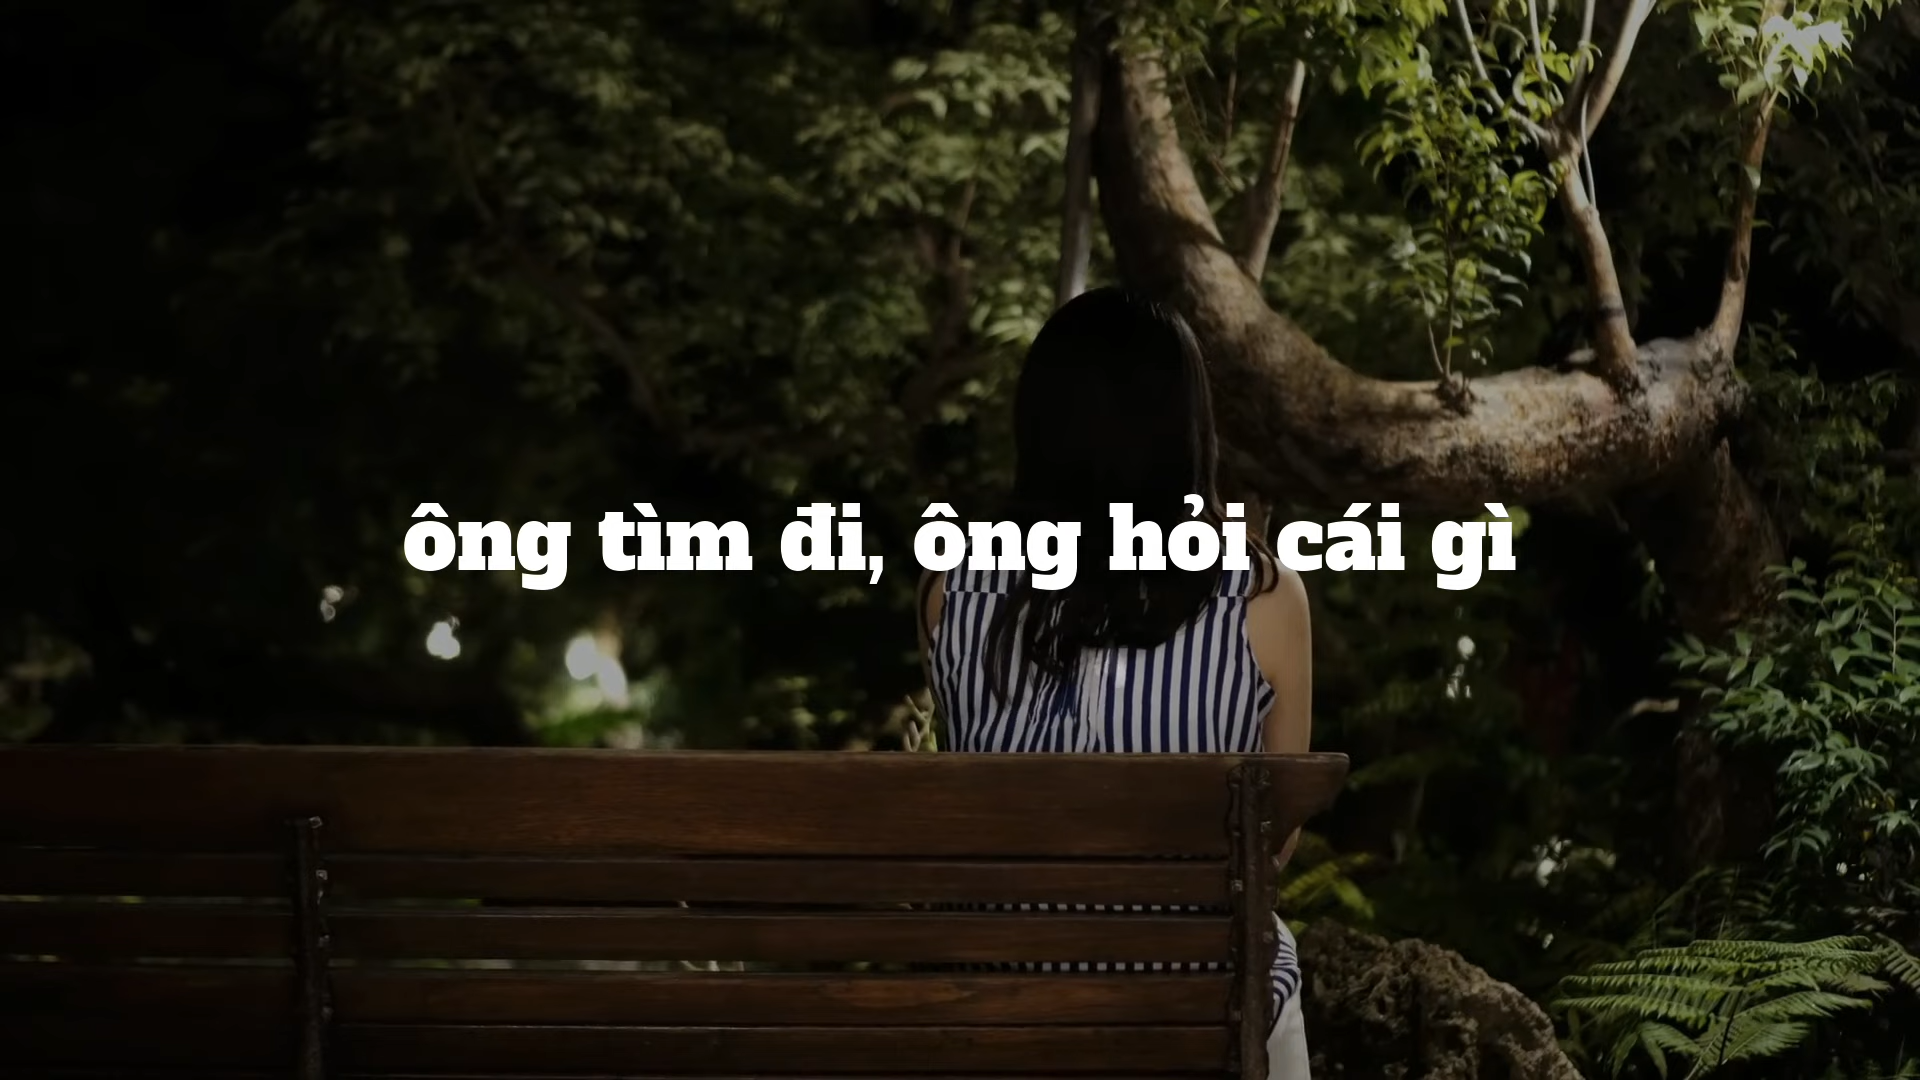 ông tìm đi, ông hỏi cái gì